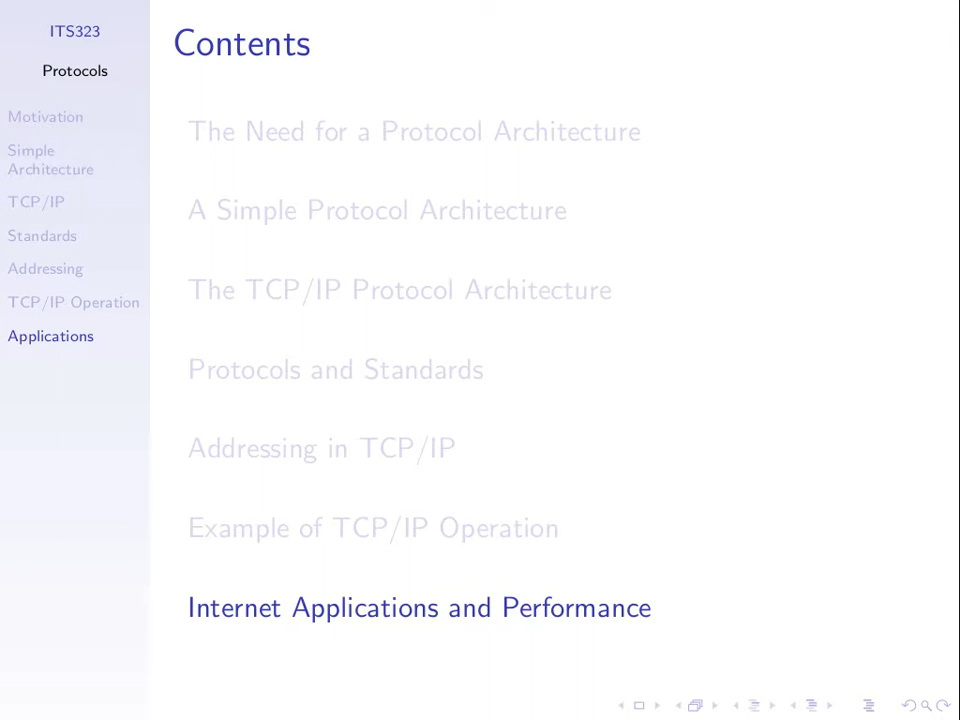 ITS323
Protocols
Motivation
Simple
Architecture
TCP/IP
Standards
Addressing
TCP/IP Operation
Applications
Contents
The Need for a Protocol Architecture
A Simple Protocol Architecture
The TCP/IP Protocol Architecture
Protocols and Standards
Addressing in TCP/IP
Example of TCP/IP Operation
Internet Applications and Performance